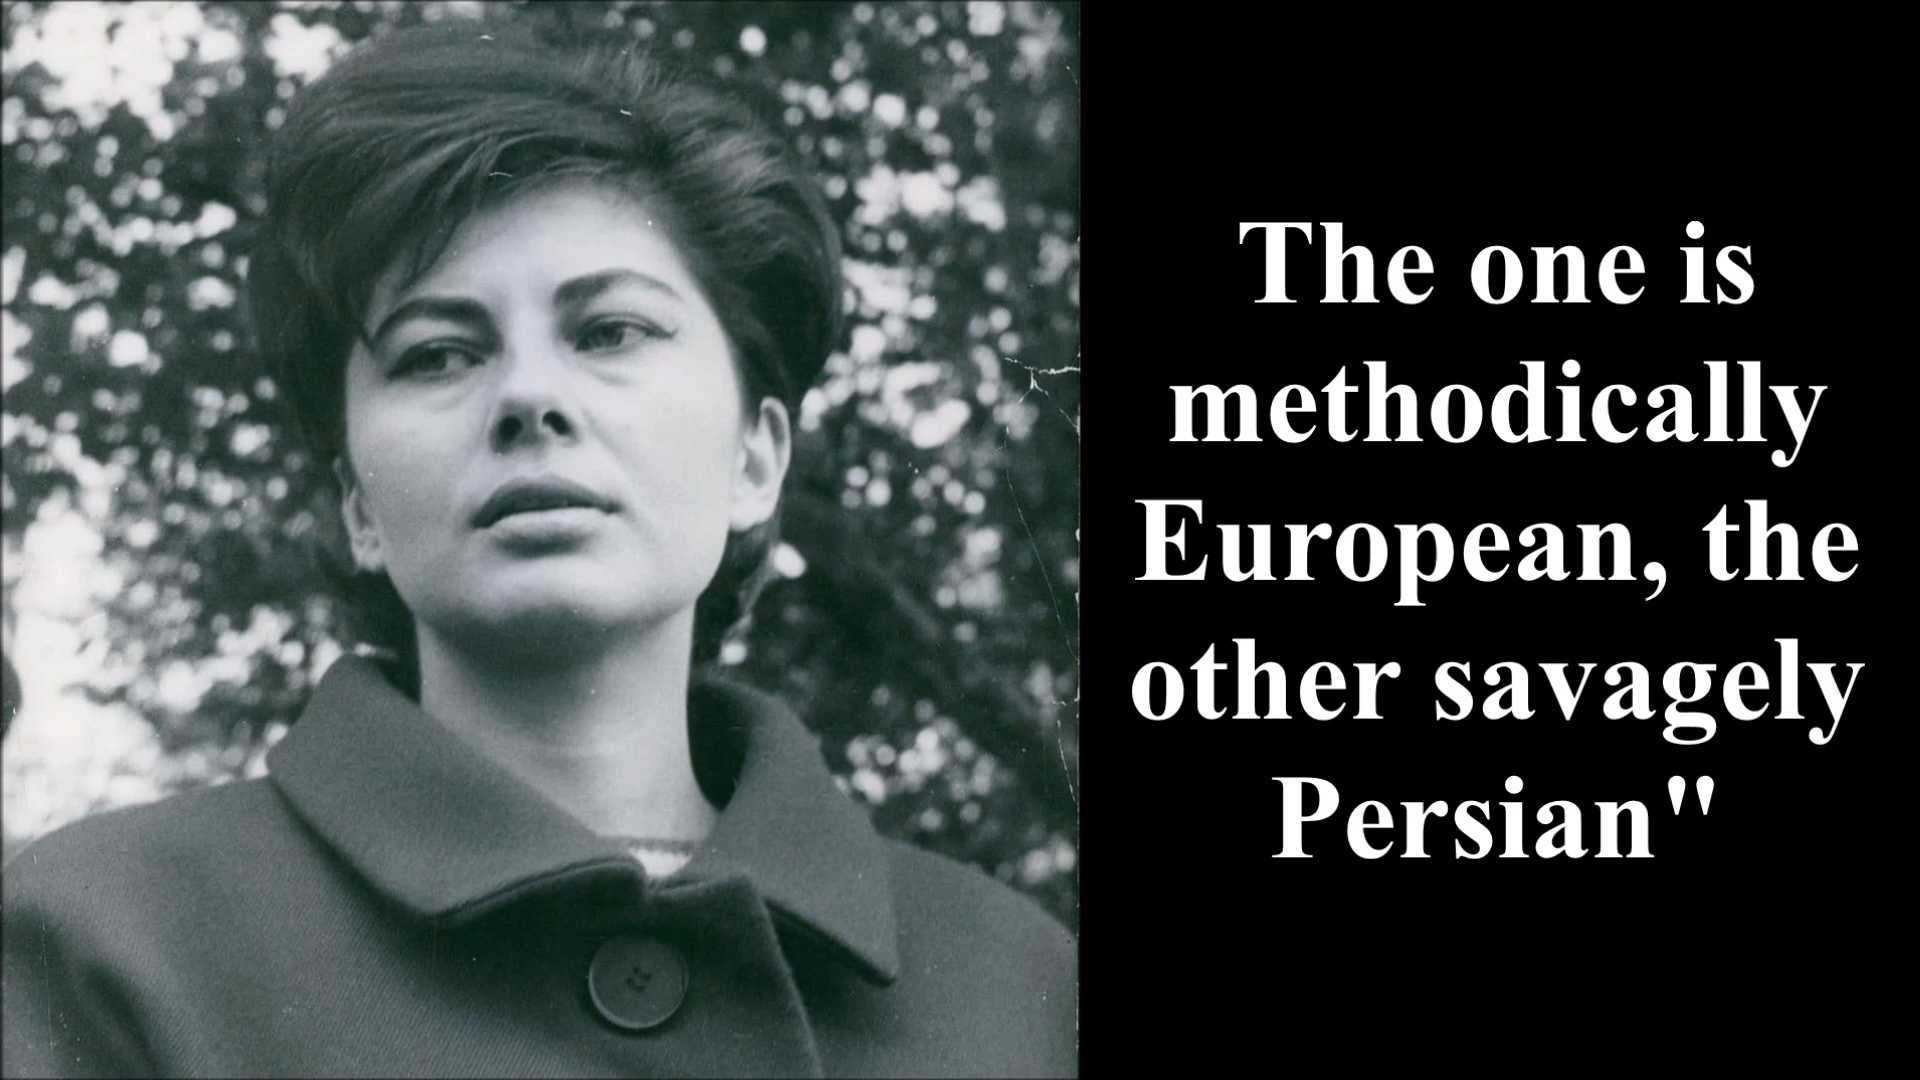 The one is
methodically
European, the
other savagely
Persian"